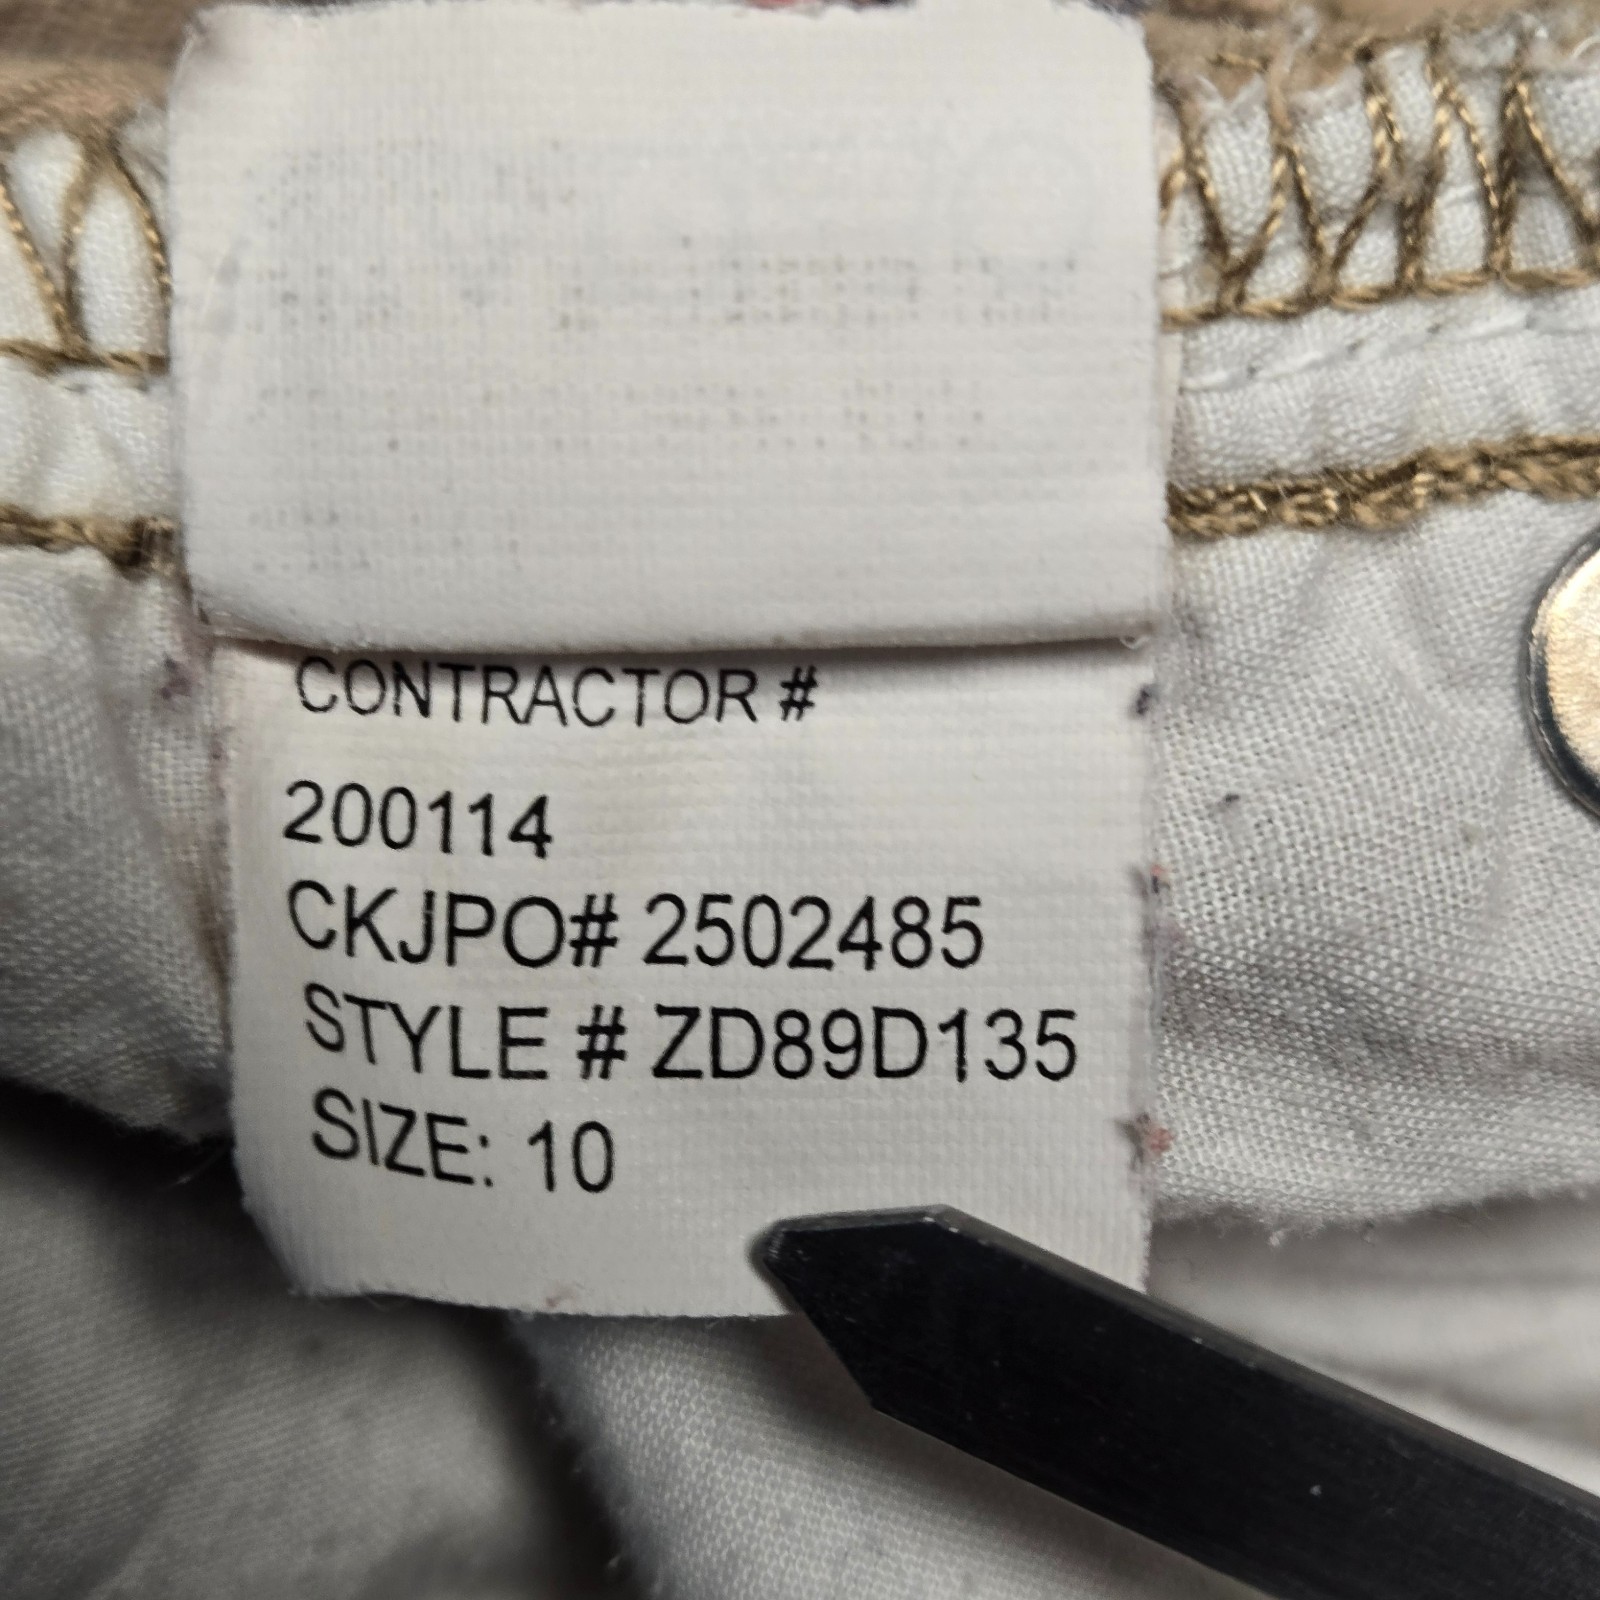 CONTRACTOR #
200114
CKJPO# 2502485
STYLE # ZD89D135
SIZE: 10